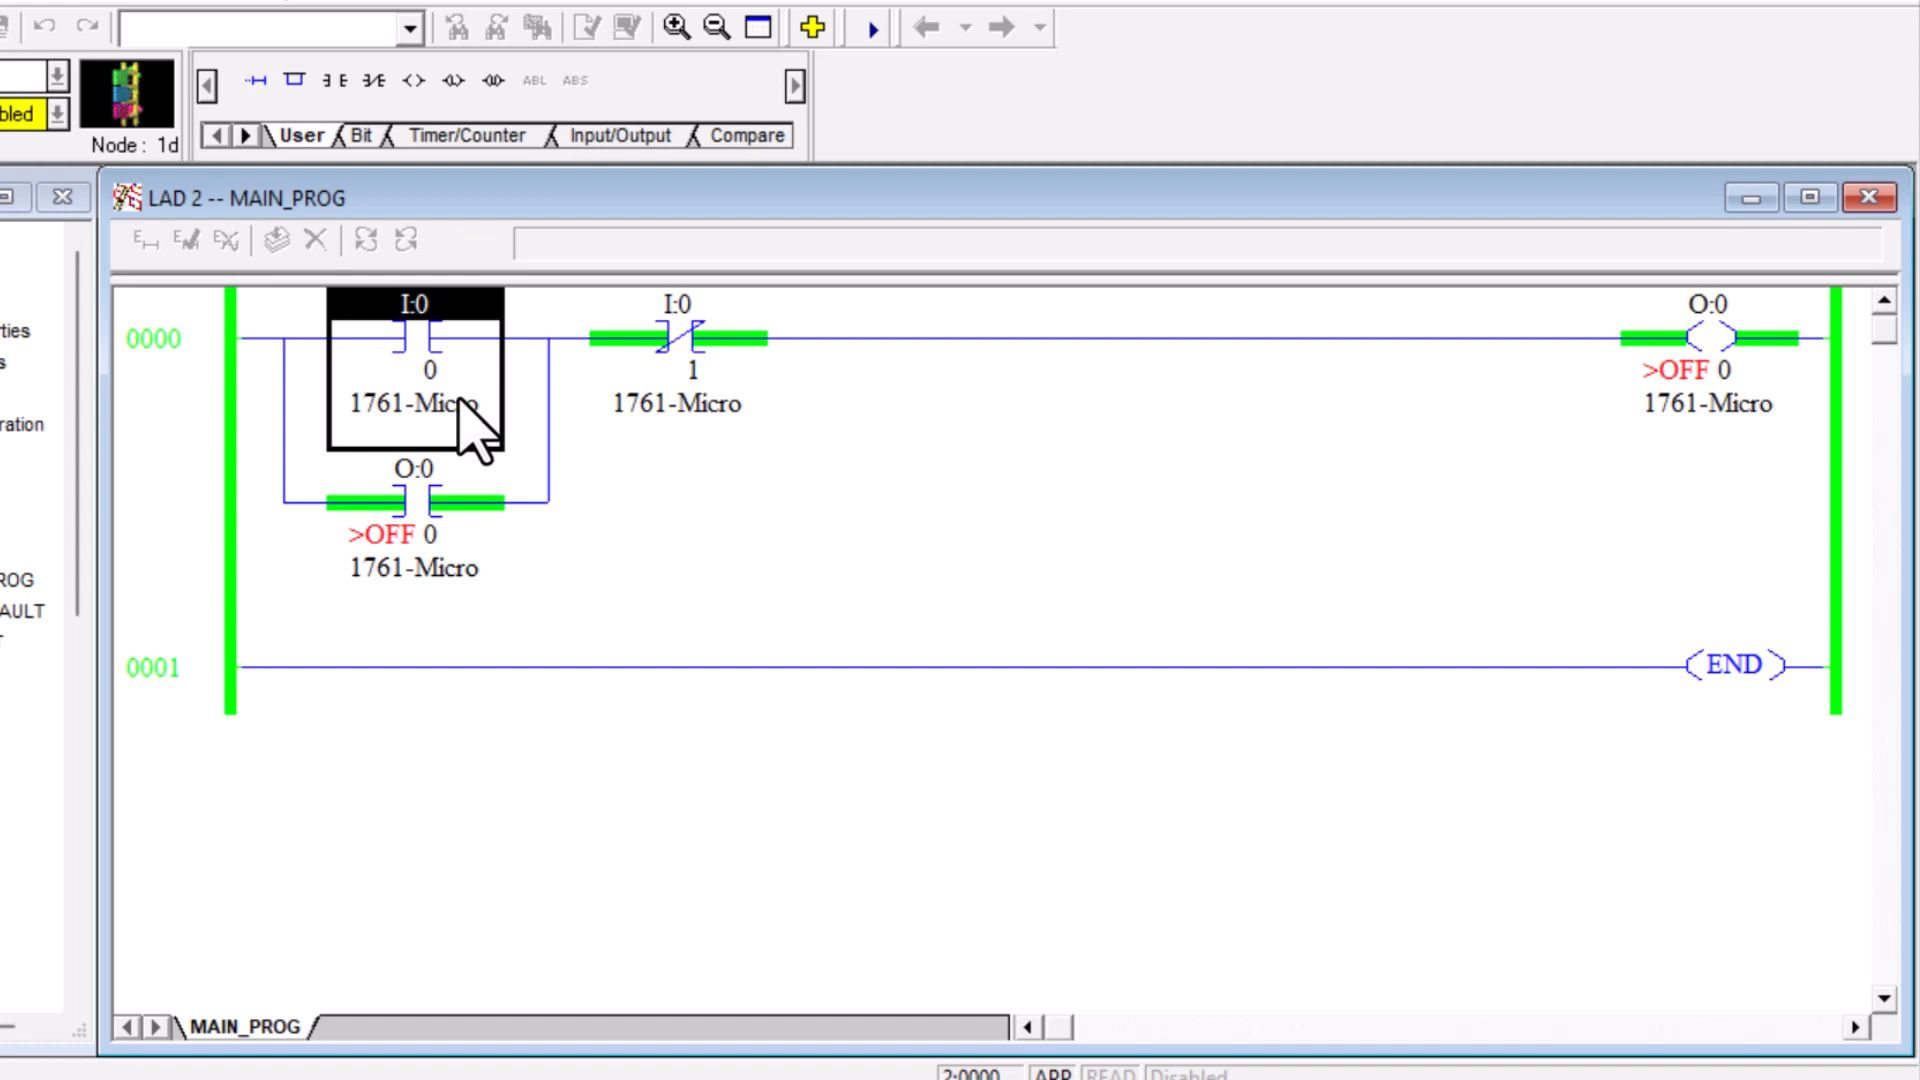 ABL ABS
bled
Node : 1d
User Bit Timer/Counter Input/Output Compare
LAD 2 -- MAIN_PROG
I:0 I:0 O:0
0000
0 1 >OFF 0
1761-Micro 1761-Micro 1761-Micro
O:0
>OFF 0
1761-Micro
0001 END
rties
s
ration
ROG
AULT
MAIN_PROG
2:0000 APP READ Disabled